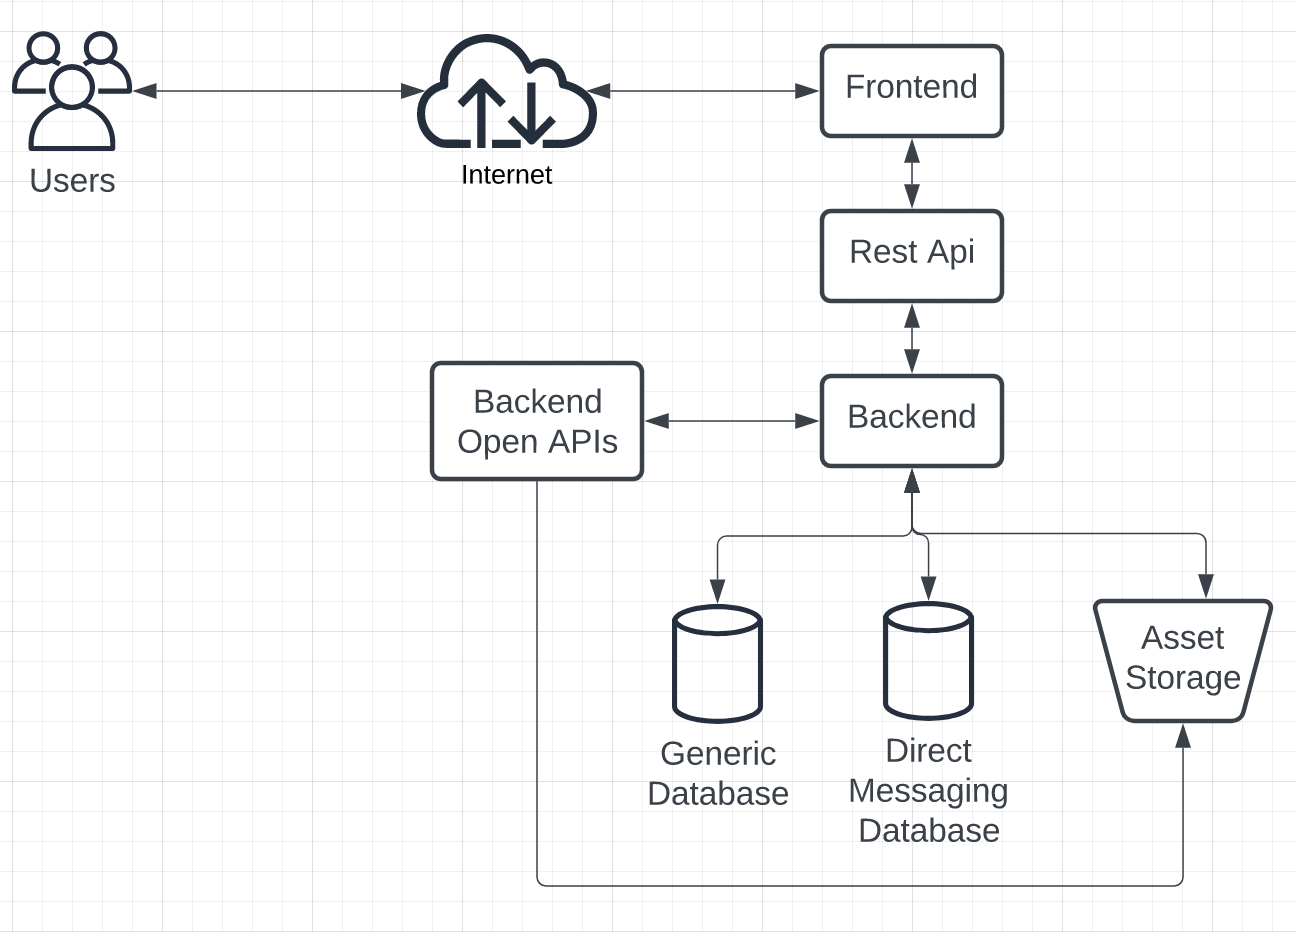 Users
Internet
Frontend
Rest Api
Backend
Open APIs
Backend
Generic
Database
Direct
Messaging
Database
Asset
Storage